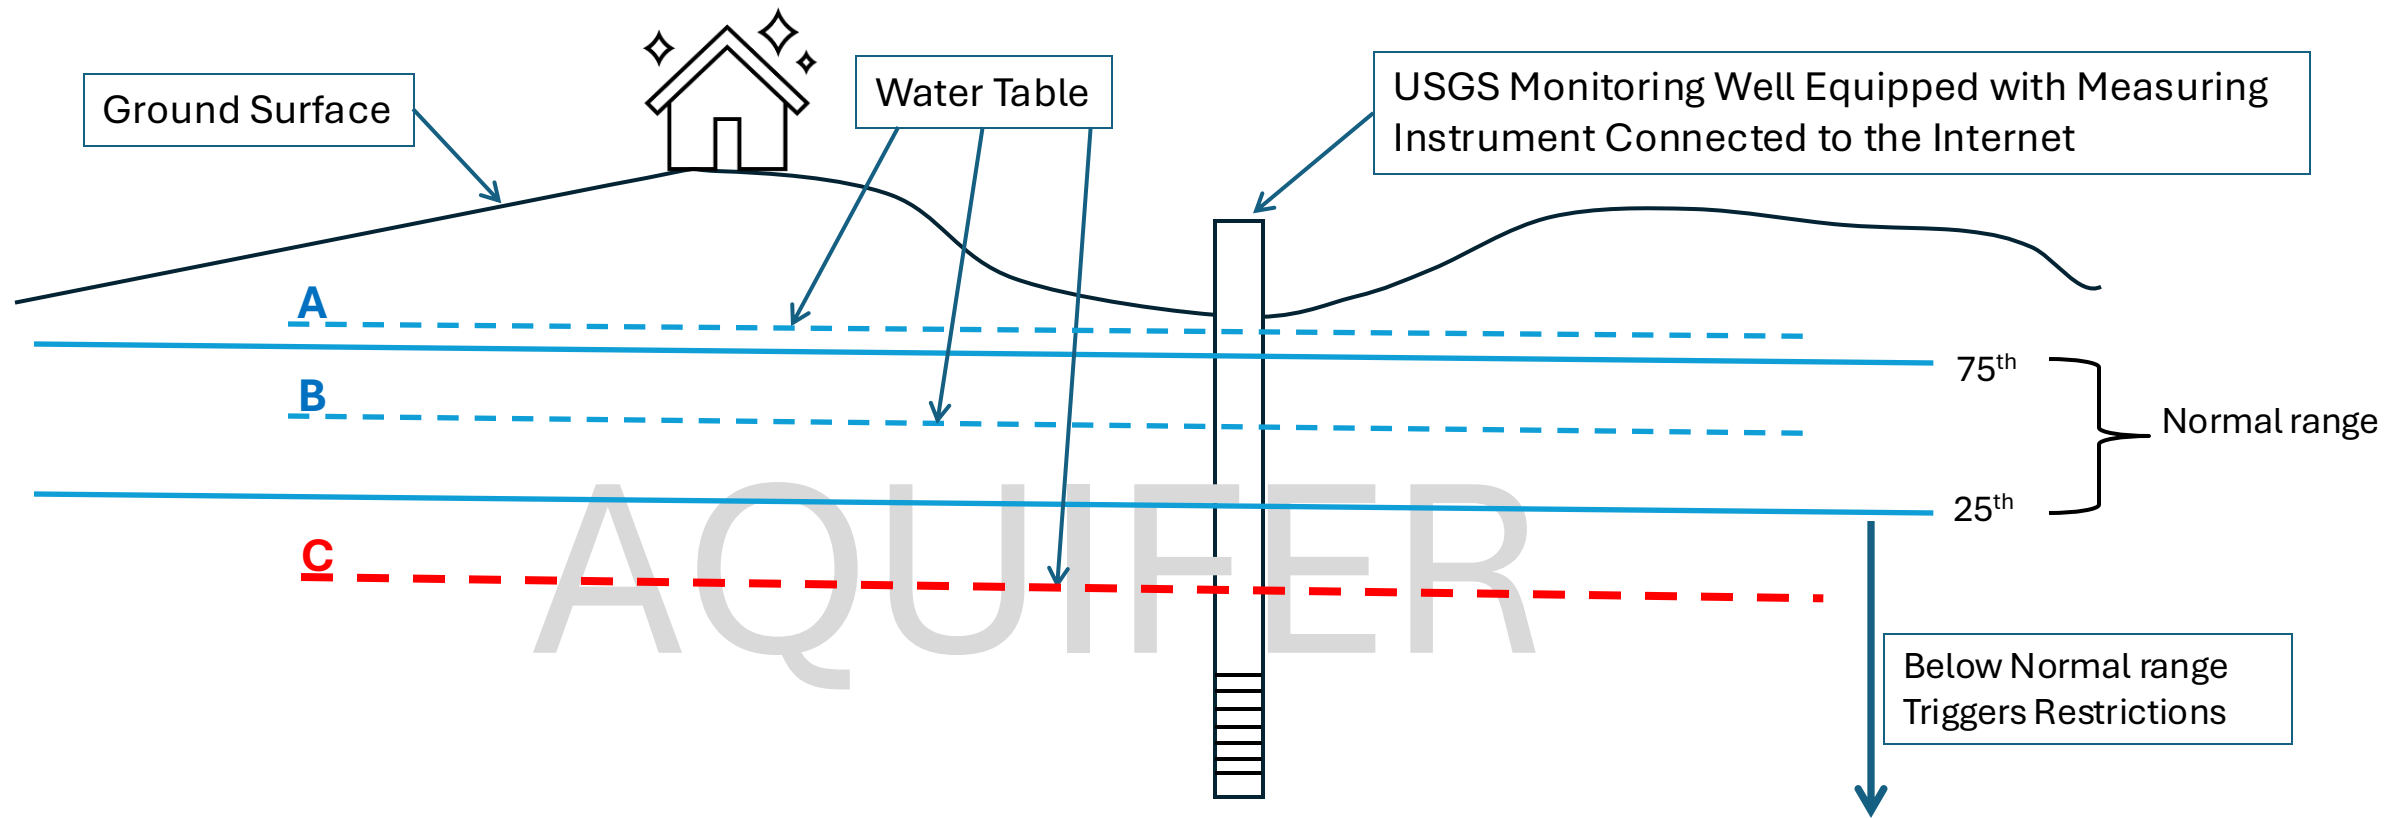 Ground Surface
Water Table
USGS Monitoring Well Equipped with Measuring
Instrument Connected to the Internet
A
75th
B
Normal range
25th
AQUIFER
C
Below Normal range
Triggers Restrictions